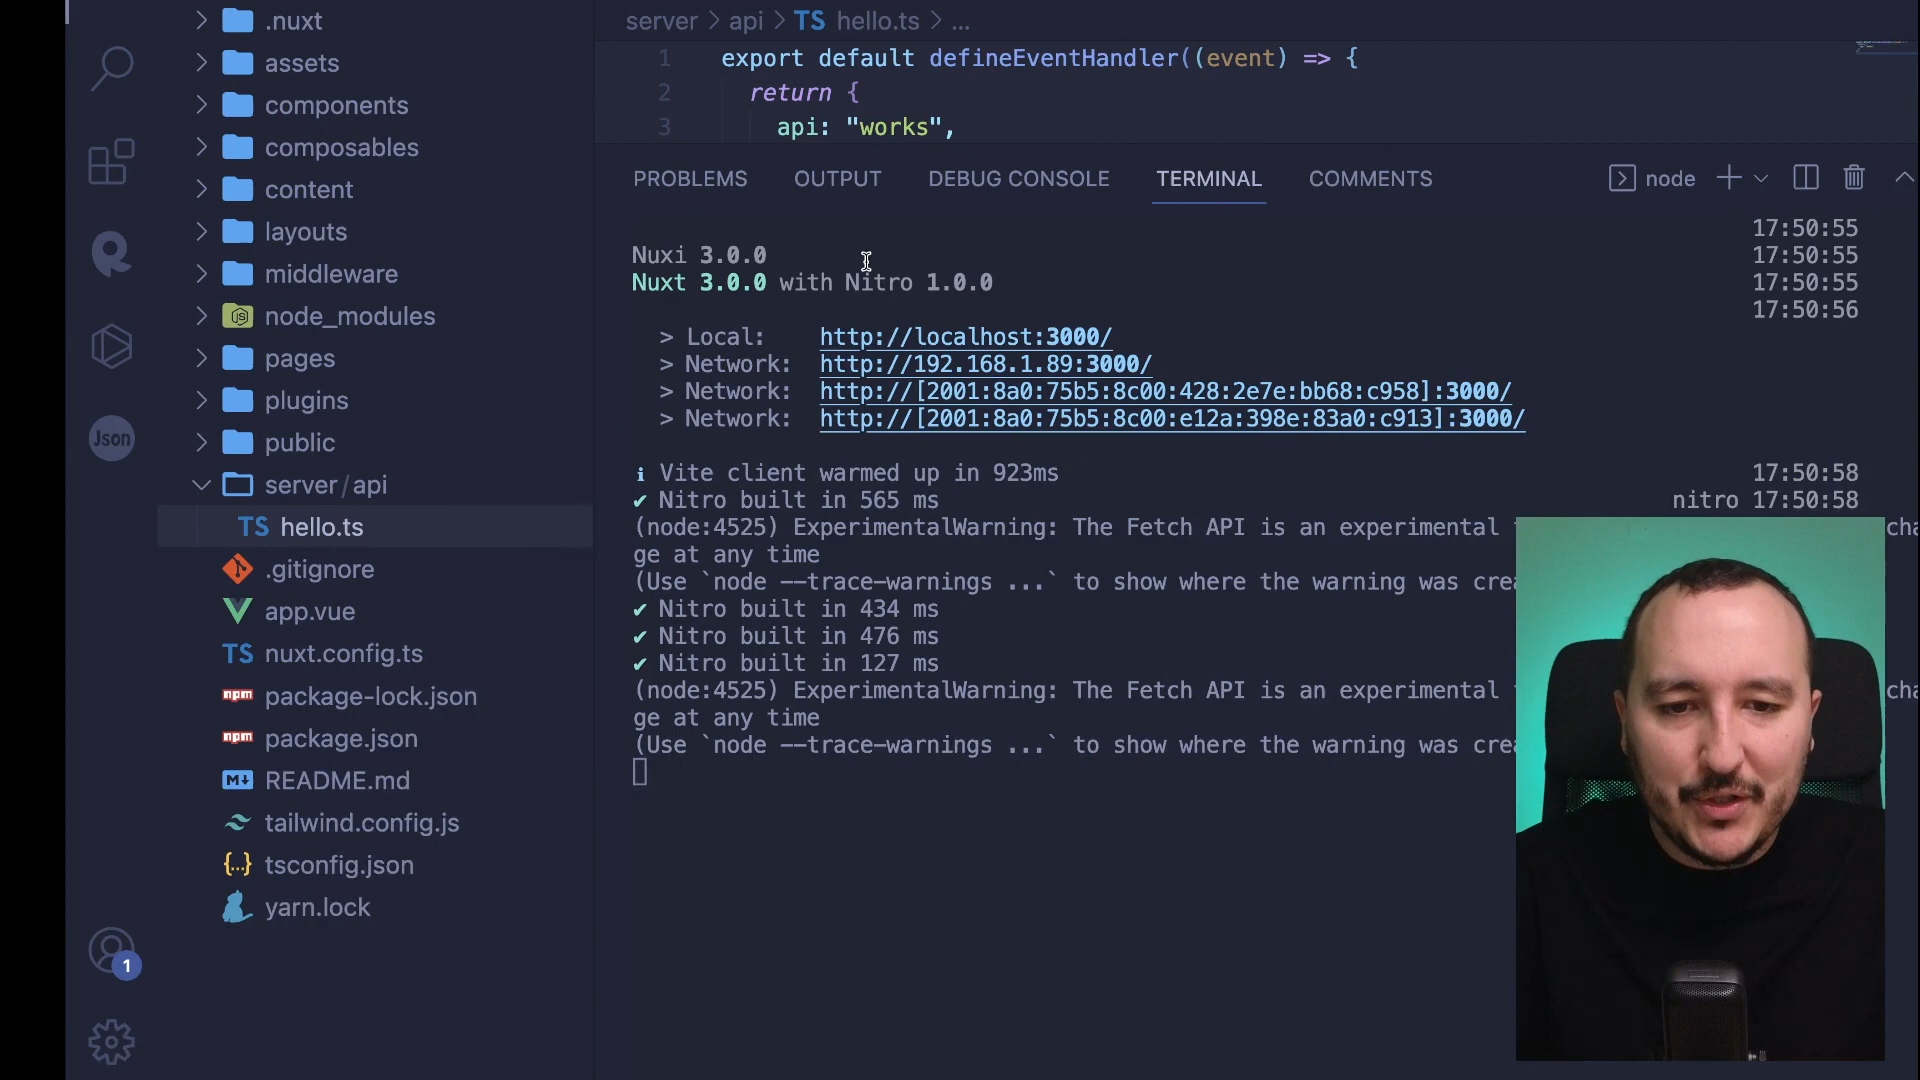 .nuxt
assets
components
composables
content
layouts
middleware
node_modules
pages
plugins
public
server/api
TS hello.ts
.gitignore
app.vue
TS nuxt.config.ts
npm package-lock.json
npm package.json
M↓ README.md
tailwind.config.js
{..} tsconfig.json
yarn.lock
Json
1
server > api > TS hello.ts > ...
1 export default defineEventHandler((event) => {
2 return {
3 api: "works",
PROBLEMS OUTPUT DEBUG CONSOLE TERMINAL COMMENTS node
17:50:55
Nuxi 3.0.0 17:50:55
Nuxt 3.0.0 with Nitro 1.0.0 17:50:55
17:50:56
> Local: http://localhost:3000/
> Network: http://192.168.1.89:3000/
> Network: http://[2001:8a0:75b5:8c00:428:2e7e:bb68:c958]:3000/
> Network: http://[2001:8a0:75b5:8c00:e12a:398e:83a0:c913]:3000/
ℹ Vite client warmed up in 923ms 17:50:58
✔ Nitro built in 565 ms nitro 17:50:58
(node:4525) ExperimentalWarning: The Fetch API is an experimental cha
ge at any time
(Use `node --trace-warnings ...` to show where the warning was crea
✔ Nitro built in 434 ms
✔ Nitro built in 476 ms
✔ Nitro built in 127 ms
(node:4525) ExperimentalWarning: The Fetch API is an experimental cha
ge at any time
(Use `node --trace-warnings ...` to show where the warning was crea